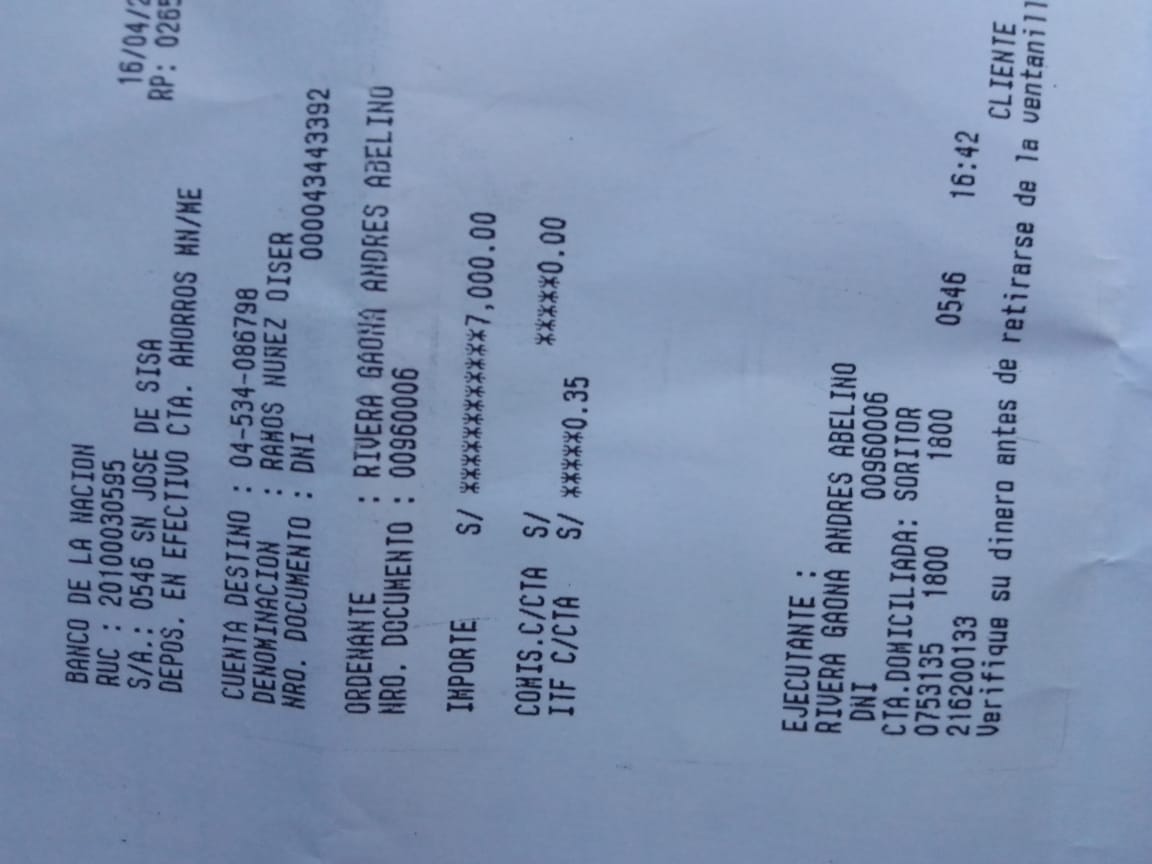 16/04/2
RP: 0265
BANCO DE LA NACION
RUC : 20100030595
S/A.: 0546 SN JOSE DE SISA
DEPOS. EN EFECTIVO CTA. AHORROS MN/ME
CUENTA DESTINO : 04-534-086798
DENOMINACION : RAMOS NUNEZ OISER
NRO. DOCUMENTO : DNI 000043443392
ORDENANTE : RIVERA GAONA ANDRES ABELINO
NRO. DOCUMENTO : 00960006
IMPORTE S/ ***********7,000.00
COMIS.C/CTA S/ *****0.00
ITF C/CTA S/ *****0.35
EJECUTANTE :
RIVERA GAONA ANDRES ABELINO
DNI 00960006
CTA.DOMICILIADA: SORITOR
0753135 1800 1800
216200133 0546 16:42
CLIENTE
Verifique su dinero antes de retirarse de la ventanill